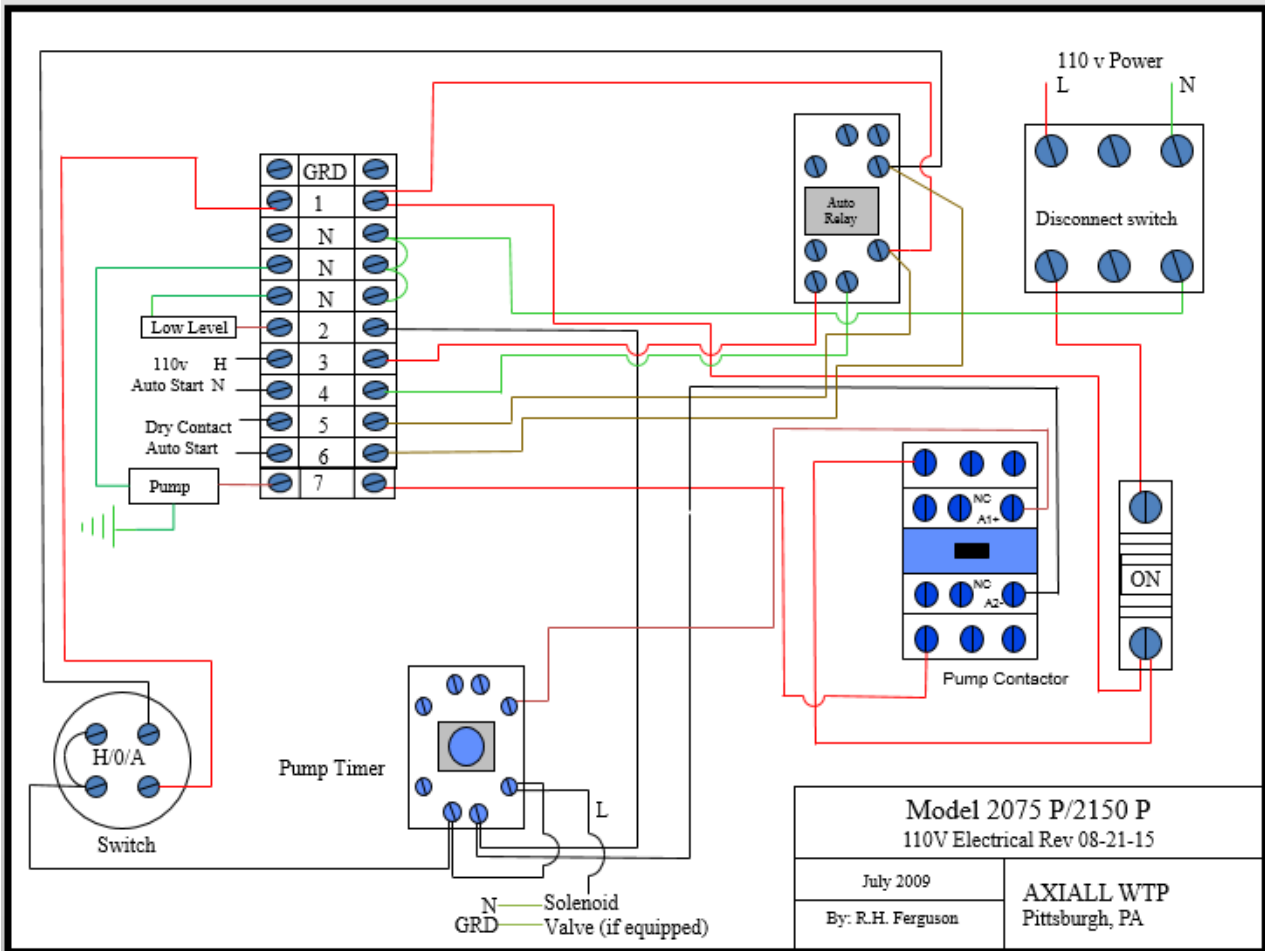 110 v Power
L
N
GRD
1
N
N
N
2
3
4
5
6
7
Low Level
110v H
Auto Start N
Dry Contact
Auto Start
Pump
Auto
Relay
Disconnect switch
NC
A1+
NC
A2-
Pump Contactor
ON
H/0/A
Switch
Pump Timer
L
N
Solenoid
GRD
Valve (if equipped)
Model 2075 P/2150 P
110V Electrical Rev 08-21-15
July 2009
By: R.H. Ferguson
AXIALL WTP
Pittsburgh, PA